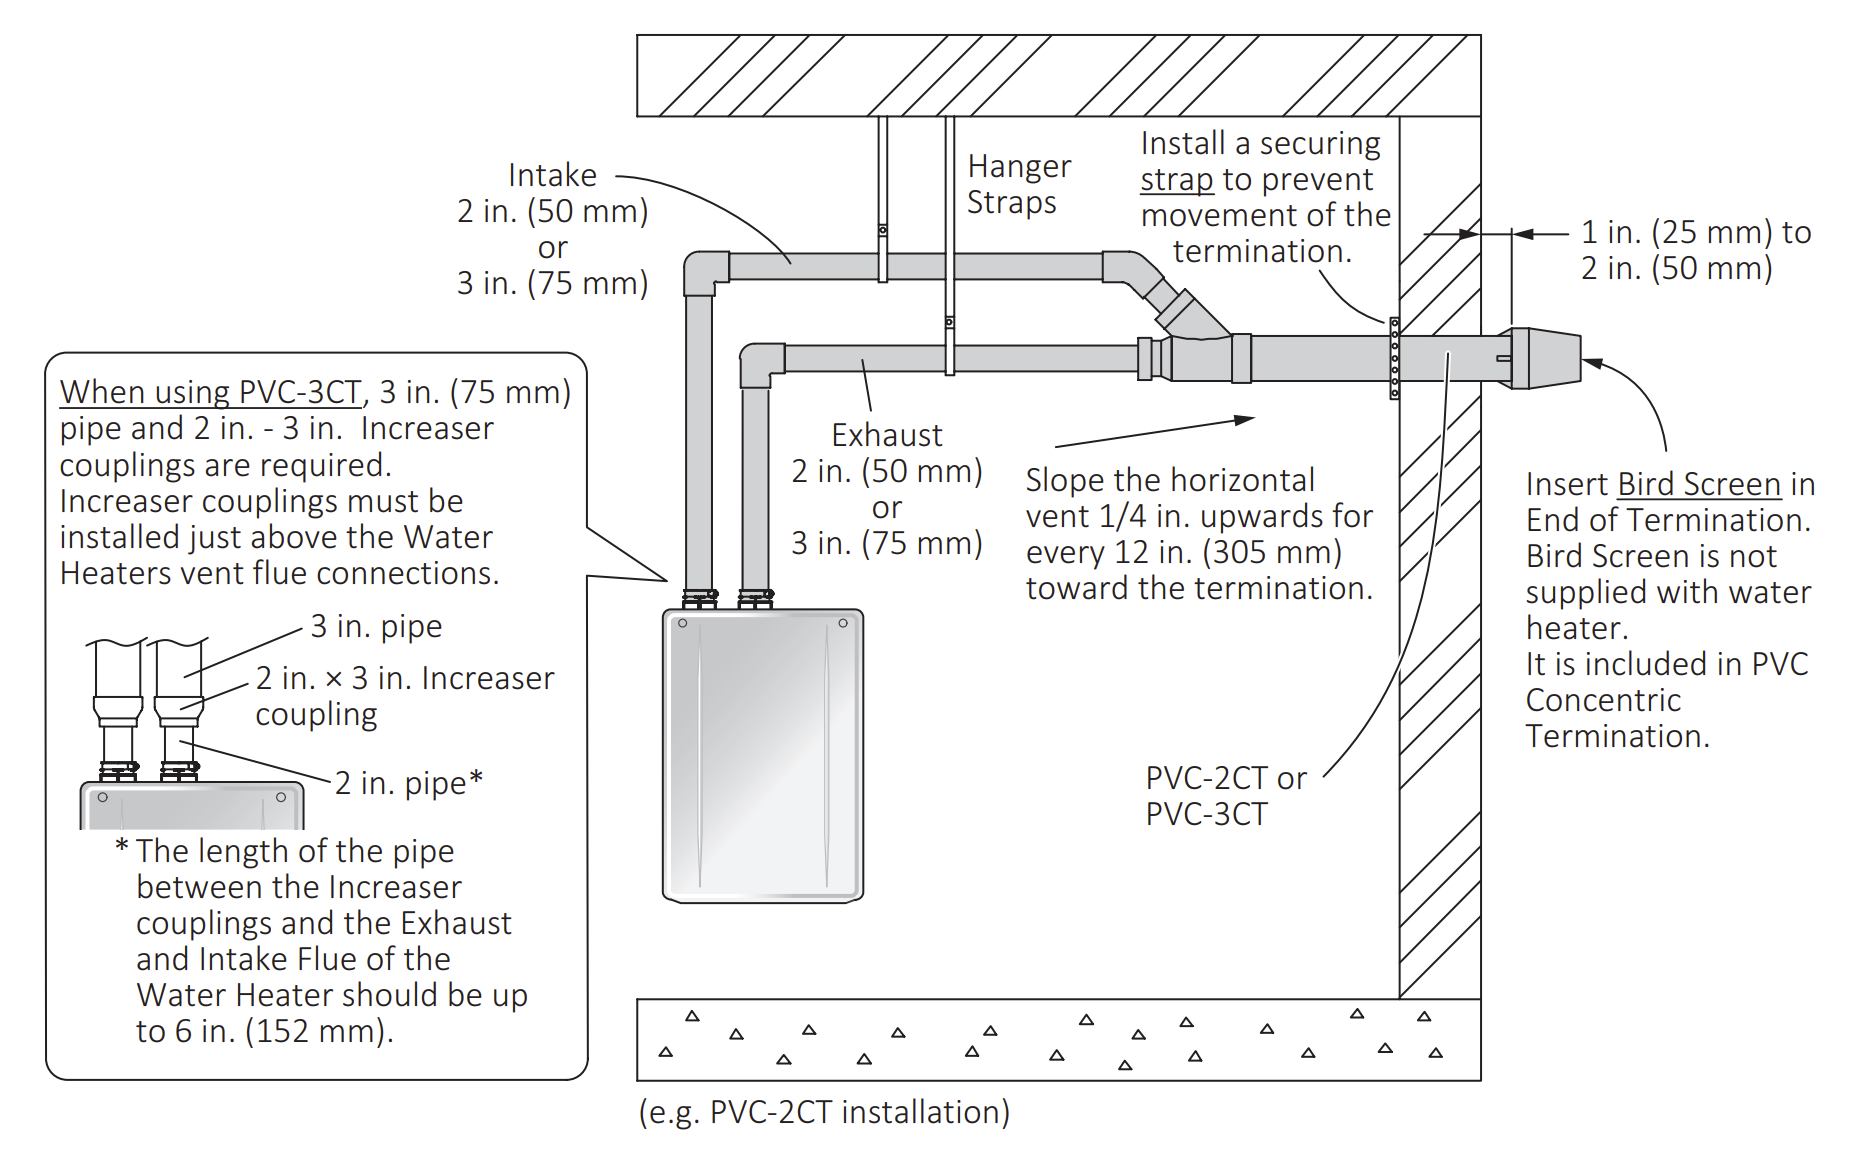 Install a securing
strap to prevent
movement of the
termination.
Hanger
Straps
Intake
2 in. (50 mm)
or
3 in. (75 mm)
1 in. (25 mm) to
2 in. (50 mm)
When using PVC-3CT, 3 in. (75 mm)
pipe and 2 in. - 3 in. Increaser
couplings are required.
Increaser couplings must be
installed just above the Water
Heaters vent flue connections.
3 in. pipe
2 in. × 3 in. Increaser
coupling
2 in. pipe*
* The length of the pipe
between the Increaser
couplings and the Exhaust
and Intake Flue of the
Water Heater should be up
to 6 in. (152 mm).
Exhaust
2 in. (50 mm)
or
3 in. (75 mm)
Slope the horizontal
vent 1/4 in. upwards for
every 12 in. (305 mm)
toward the termination.
Insert Bird Screen in
End of Termination.
Bird Screen is not
supplied with water
heater.
It is included in PVC
Concentric
Termination.
PVC-2CT or
PVC-3CT
(e.g. PVC-2CT installation)